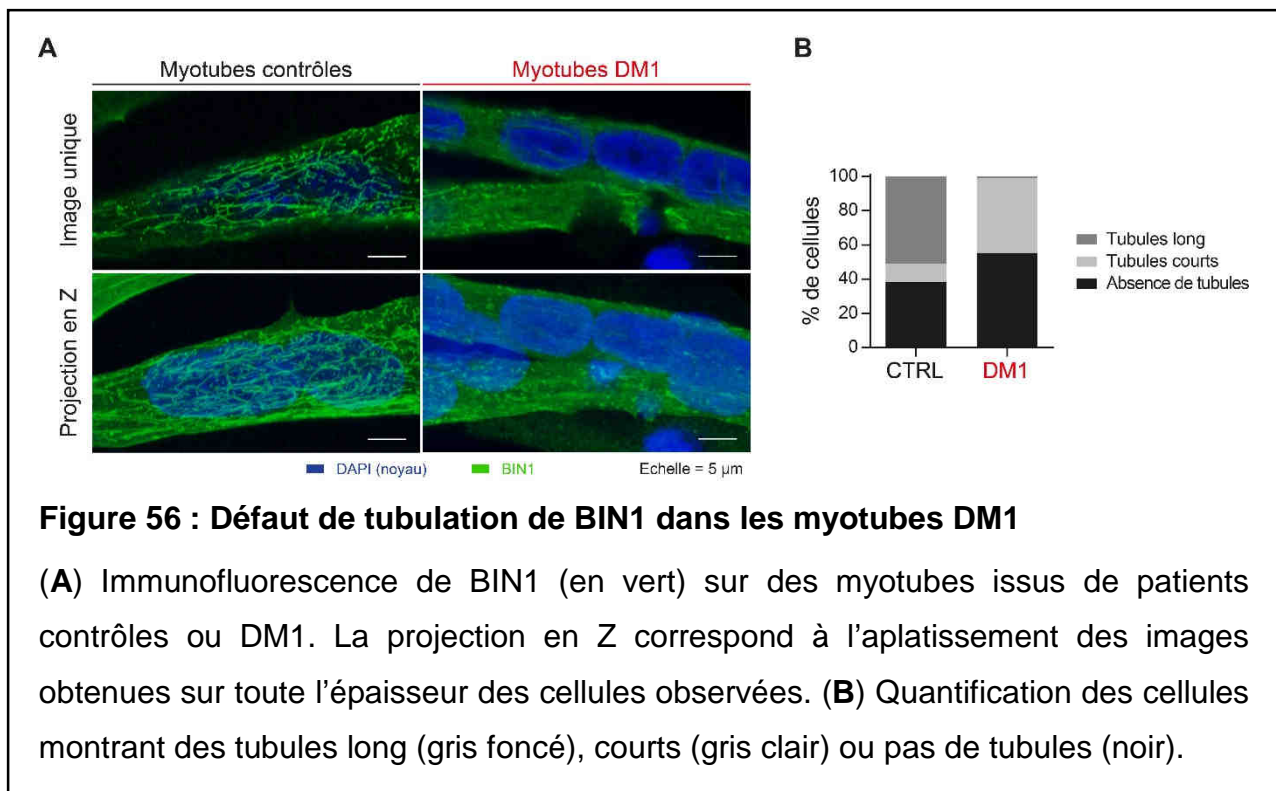 A
Myotubes contrôles
Myotubes DM1
Image unique
Projection en Z
DAPI (noyau)
BIN1
Echelle = 5 µm
B
% de cellules
100
80
60
40
20
0
CTRL
DM1
Tubules long
Tubules courts
Absence de tubules
Figure 56 : Défaut de tubulation de BIN1 dans les myotubes DM1
(A) Immunofluorescence de BIN1 (en vert) sur des myotubes issus de patients
contrôles ou DM1. La projection en Z correspond à l’aplatissement des images
obtenues sur toute l’épaisseur des cellules observées. (B) Quantification des cellules
montrant des tubules long (gris foncé), courts (gris clair) ou pas de tubules (noir).